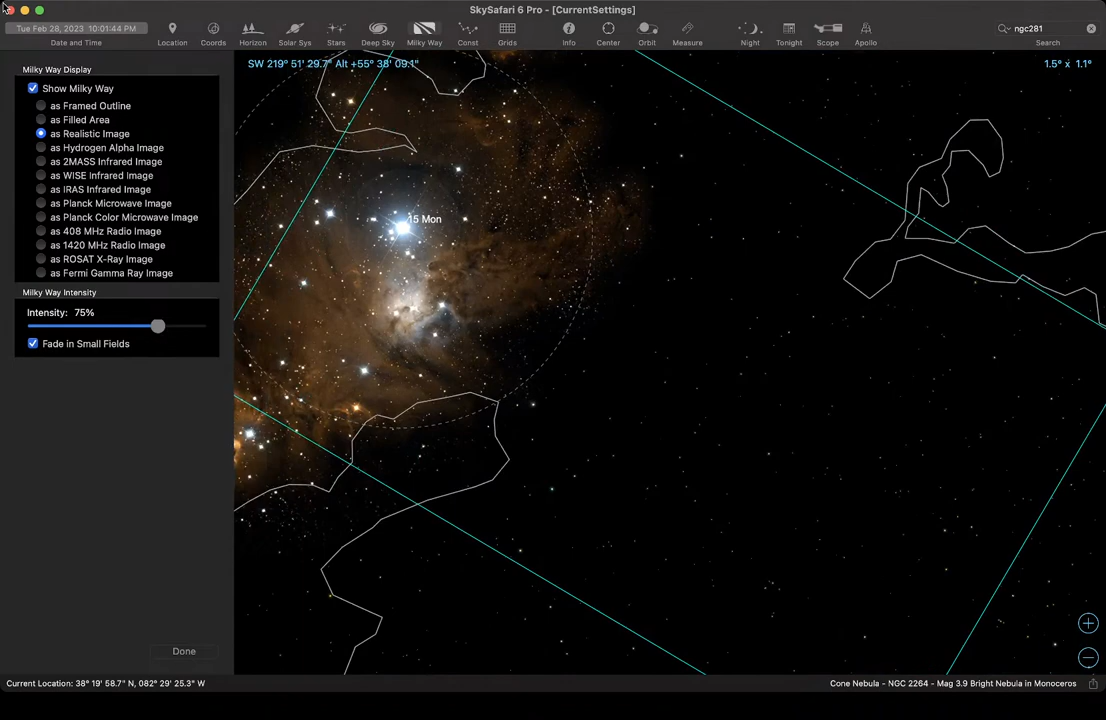 SkySafari 6 Pro - [CurrentSettings]
Tue Feb 28, 2023 10:01:44 PM
Date and Time
Location
Coords
Horizon
Solar Sys
Stars
Deep Sky
Milky Way
Const
Grids
Info
Center
Orbit
Measure
Night
Tonight
Scope
Apollo
ngc281
Search
Milky Way Display
Show Milky Way
as Framed Outline
as Filled Area
as Realistic Image
as Hydrogen Alpha Image
as 2MASS Infrared Image
as WISE Infrared Image
as IRAS Infrared Image
as Planck Microwave Image
as Planck Color Microwave Image
as 408 MHz Radio Image
as 1420 MHz Radio Image
as ROSAT X-Ray Image
as Fermi Gamma Ray Image
Milky Way Intensity
Intensity: 75%
Fade in Small Fields
Done
SW 219° 51' 29.7" Alt +55° 38' 09.1"
1.5° x 1.1°
15 Mon
Current Location: 38° 19' 58.7" N, 082° 29' 25.3" W
Cone Nebula - NGC 2264 - Mag 3.9 Bright Nebula in Monoceros